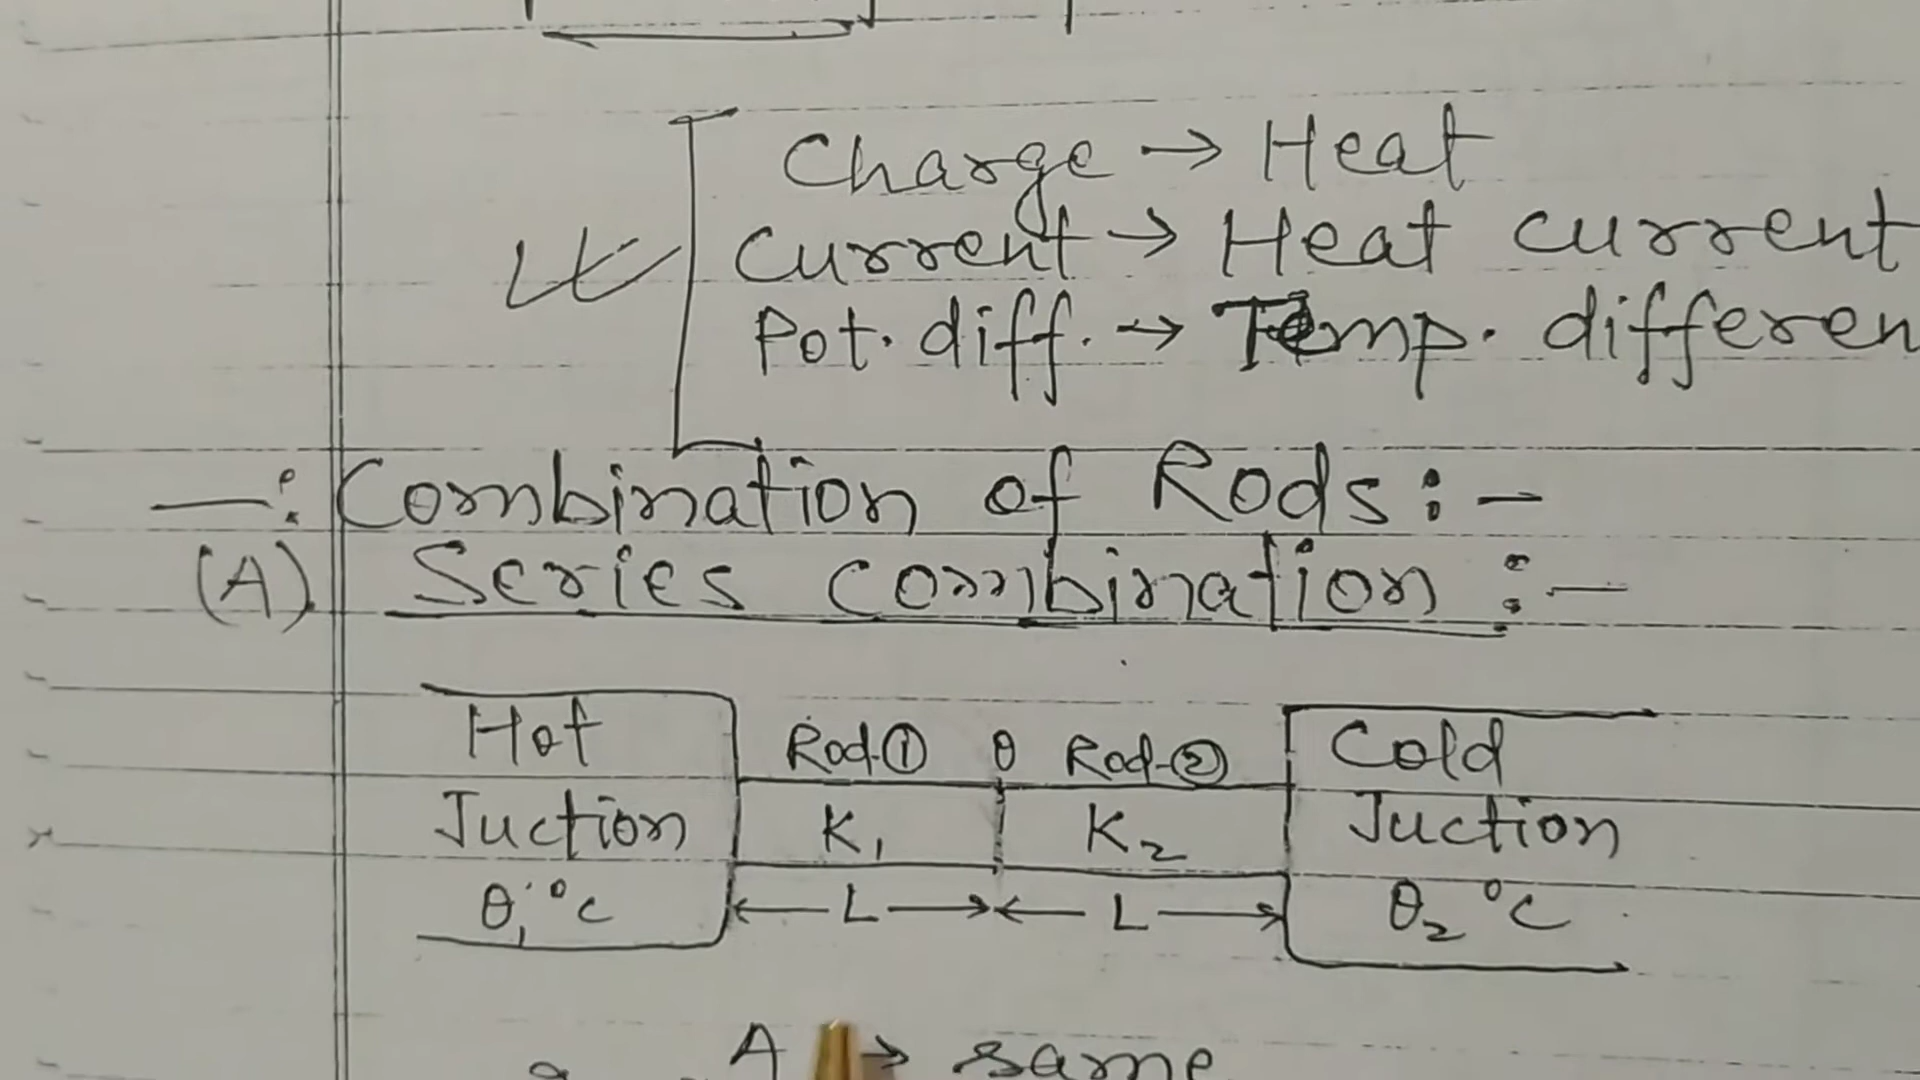 Charge → Heat
Current → Heat current
Pot. diff. → Temp. differen
—: Combination of Rods :-
(A) Series combination :-
Hot Rod-① θ Rod-② Cold
Juction K₁ K₂ Juction
θ₁°c ←L→ ←L→ θ₂°C
A → same